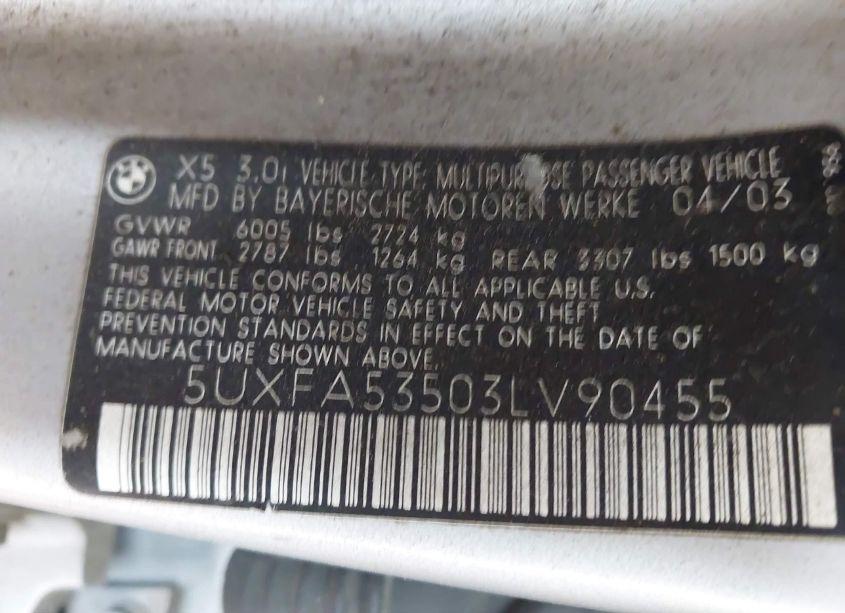 X5 3.0i VEHICLE TYPE, MULTIPURPOSE PASSENGER VEHICLE
MFD BY BAYERISCHE MOTOREN WERKE 04/03
GVWR 6005 lbs 2724 kg
GAWR FRONT 2787 lbs 1264 kg REAR 3307 lbs 1500 kg
THIS VEHICLE CONFORMS TO ALL APPLICABLE U.S.
FEDERAL MOTOR VEHICLE SAFETY AND THEFT
PREVENTION STANDARDS IN EFFECT ON THE DATE OF
MANUFACTURE SHOWN ABOVE.
5UXFA53503LV90455